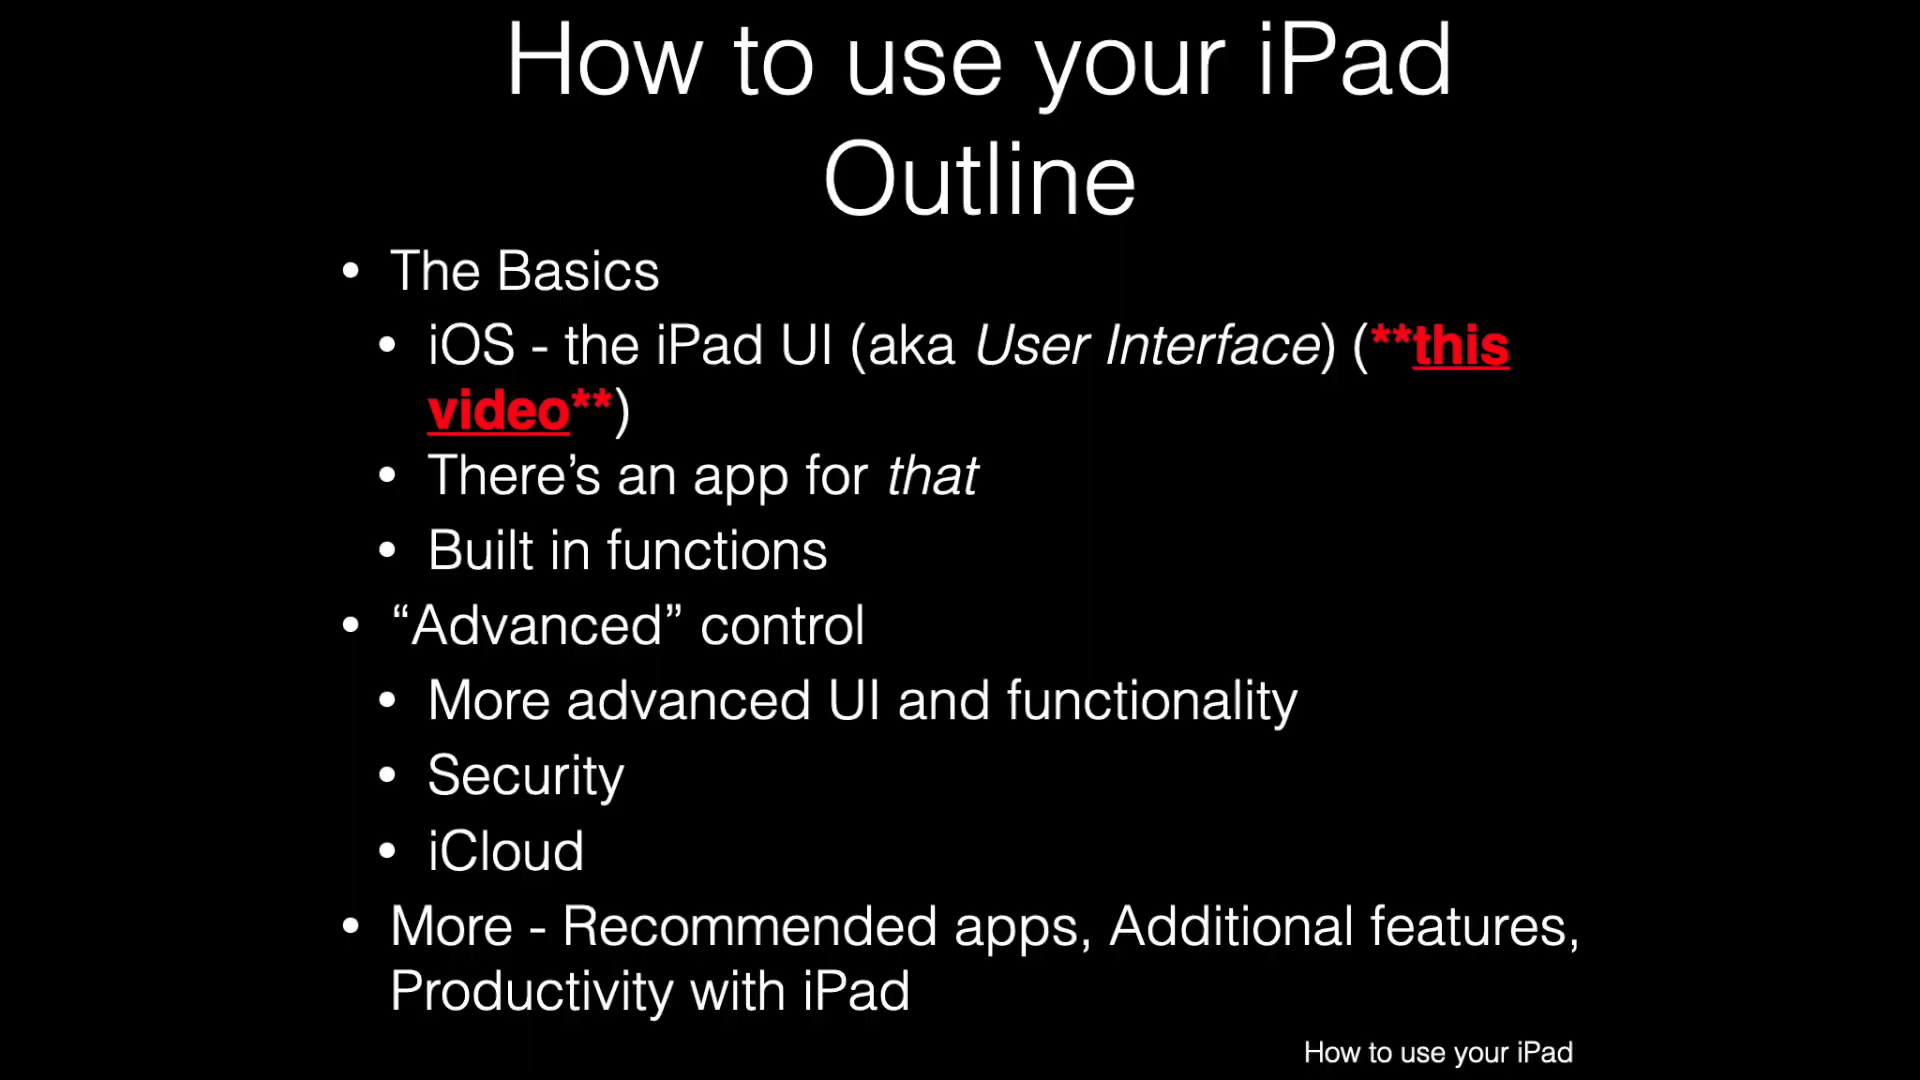 How to use your iPad
Outline
• The Basics
• iOS - the iPad UI (aka User Interface) (**this
video**)
• There’s an app for that
• Built in functions
• “Advanced” control
• More advanced UI and functionality
• Security
• iCloud
• More - Recommended apps, Additional features,
Productivity with iPad
How to use your iPad